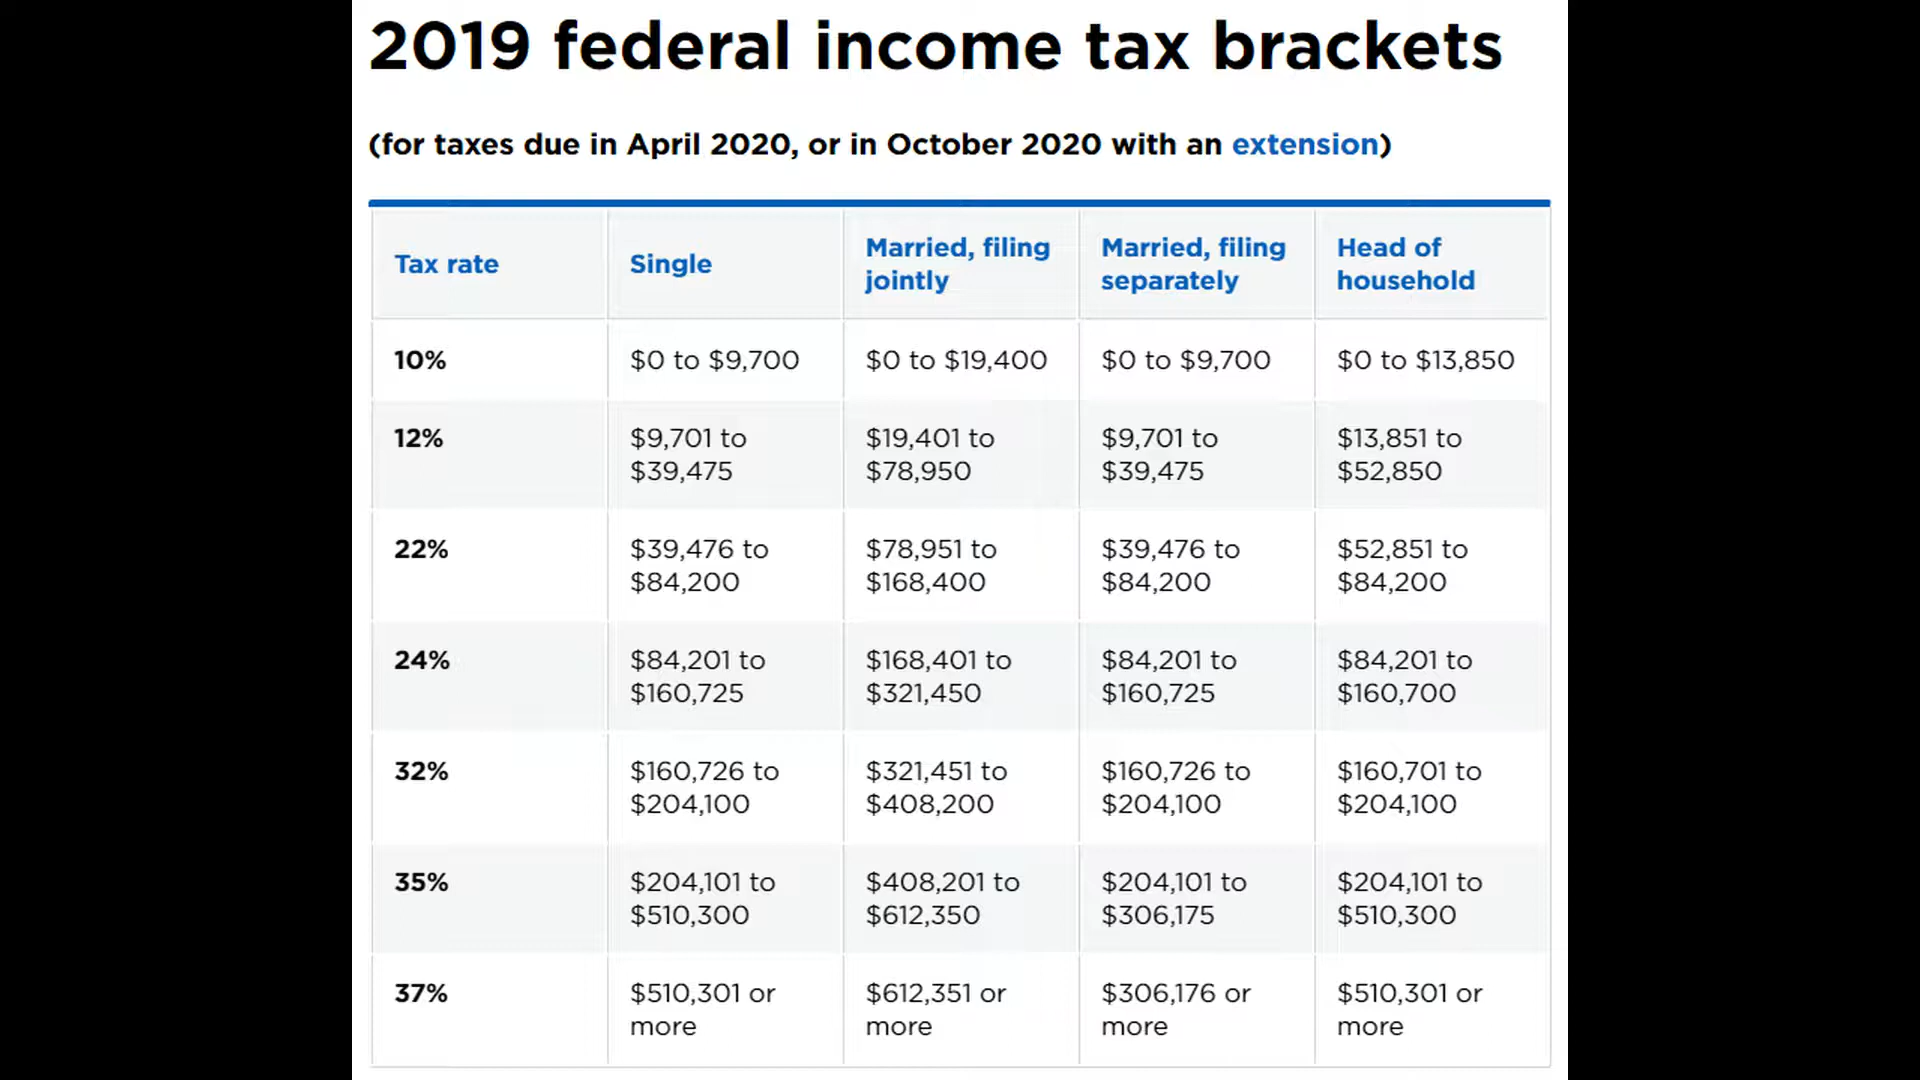 2019 federal income tax brackets
(for taxes due in April 2020, or in October 2020 with an extension)
Tax rate
Single
Married, filing
jointly
Married, filing
separately
Head of
household
10%
$0 to $9,700
$0 to $19,400
$0 to $9,700
$0 to $13,850
12%
$9,701 to
$39,475
$19,401 to
$78,950
$9,701 to
$39,475
$13,851 to
$52,850
22%
$39,476 to
$84,200
$78,951 to
$168,400
$39,476 to
$84,200
$52,851 to
$84,200
24%
$84,201 to
$160,725
$168,401 to
$321,450
$84,201 to
$160,725
$84,201 to
$160,700
32%
$160,726 to
$204,100
$321,451 to
$408,200
$160,726 to
$204,100
$160,701 to
$204,100
35%
$204,101 to
$510,300
$408,201 to
$612,350
$204,101 to
$306,175
$204,101 to
$510,300
37%
$510,301 or
more
$612,351 or
more
$306,176 or
more
$510,301 or
more